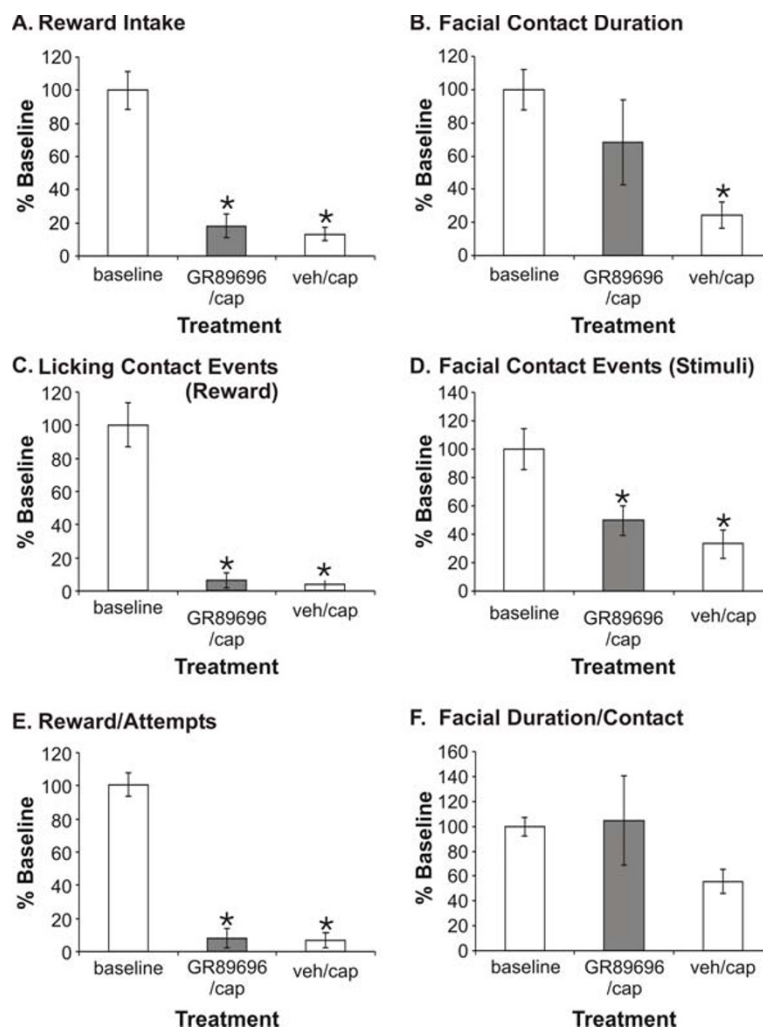 A. Reward Intake
120
100
80
60
40
20
0
% Baseline
*
*
baseline
GR89696
/cap
veh/cap
Treatment
B. Facial Contact Duration
120
100
80
60
40
20
0
% Baseline
*
baseline
GR89696
/cap
veh/cap
Treatment
C. Licking Contact Events
(Reward)
120
100
80
60
40
20
0
% Baseline
*
*
baseline
GR89696
/cap
veh/cap
Treatment
D. Facial Contact Events (Stimuli)
140
120
100
80
60
40
20
0
% Baseline
*
*
baseline
GR89696
/cap
veh/cap
Treatment
E. Reward/Attempts
120
100
80
60
40
20
0
% Baseline
*
*
baseline
GR89696
/cap
veh/cap
Treatment
F. Facial Duration/Contact
160
140
120
100
80
60
40
20
0
% Baseline
baseline
GR89696
/cap
veh/cap
Treatment